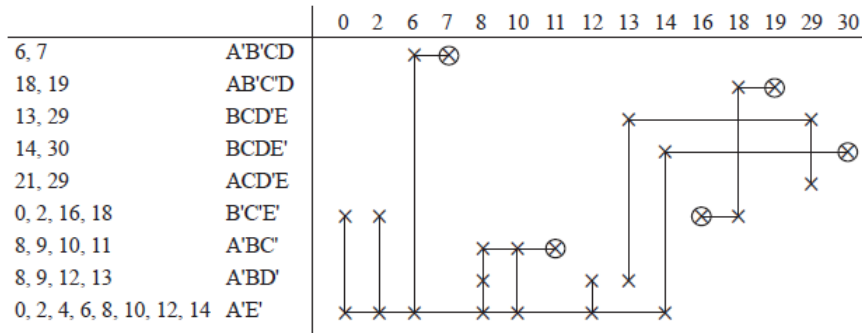 0 2 6 7 8 10 11 12 13 14 16 18 19 29 30
6, 7 A'B'CD
18, 19 AB'C'D
13, 29 BCD'E
14, 30 BCDE'
21, 29 ACD'E
0, 2, 16, 18 B'C'E'
8, 9, 10, 11 A'BC'
8, 9, 12, 13 A'BD'
0, 2, 4, 6, 8, 10, 12, 14 A'E'